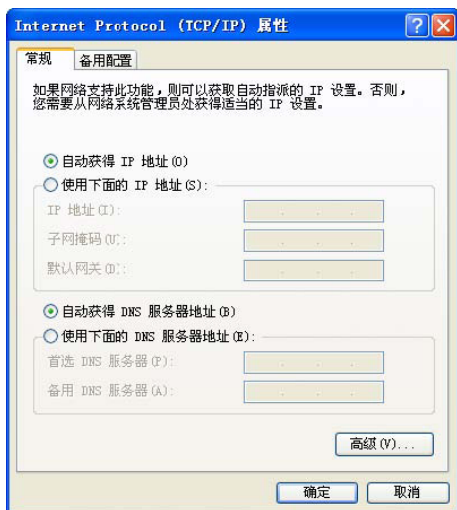 Internet Protocol (TCP/IP) 属性
常规 备用配置
如果网络支持此功能，则可以获取自动指派的 IP 设置。否则，
您需要从网络系统管理员处获得适当的 IP 设置。
自动获得 IP 地址(O)
使用下面的 IP 地址(S):
IP 地址(I):
子网掩码(U):
默认网关(D):
自动获得 DNS 服务器地址(B)
使用下面的 DNS 服务器地址(E):
首选 DNS 服务器(P):
备用 DNS 服务器(A):
高级(V)...
确定 取消